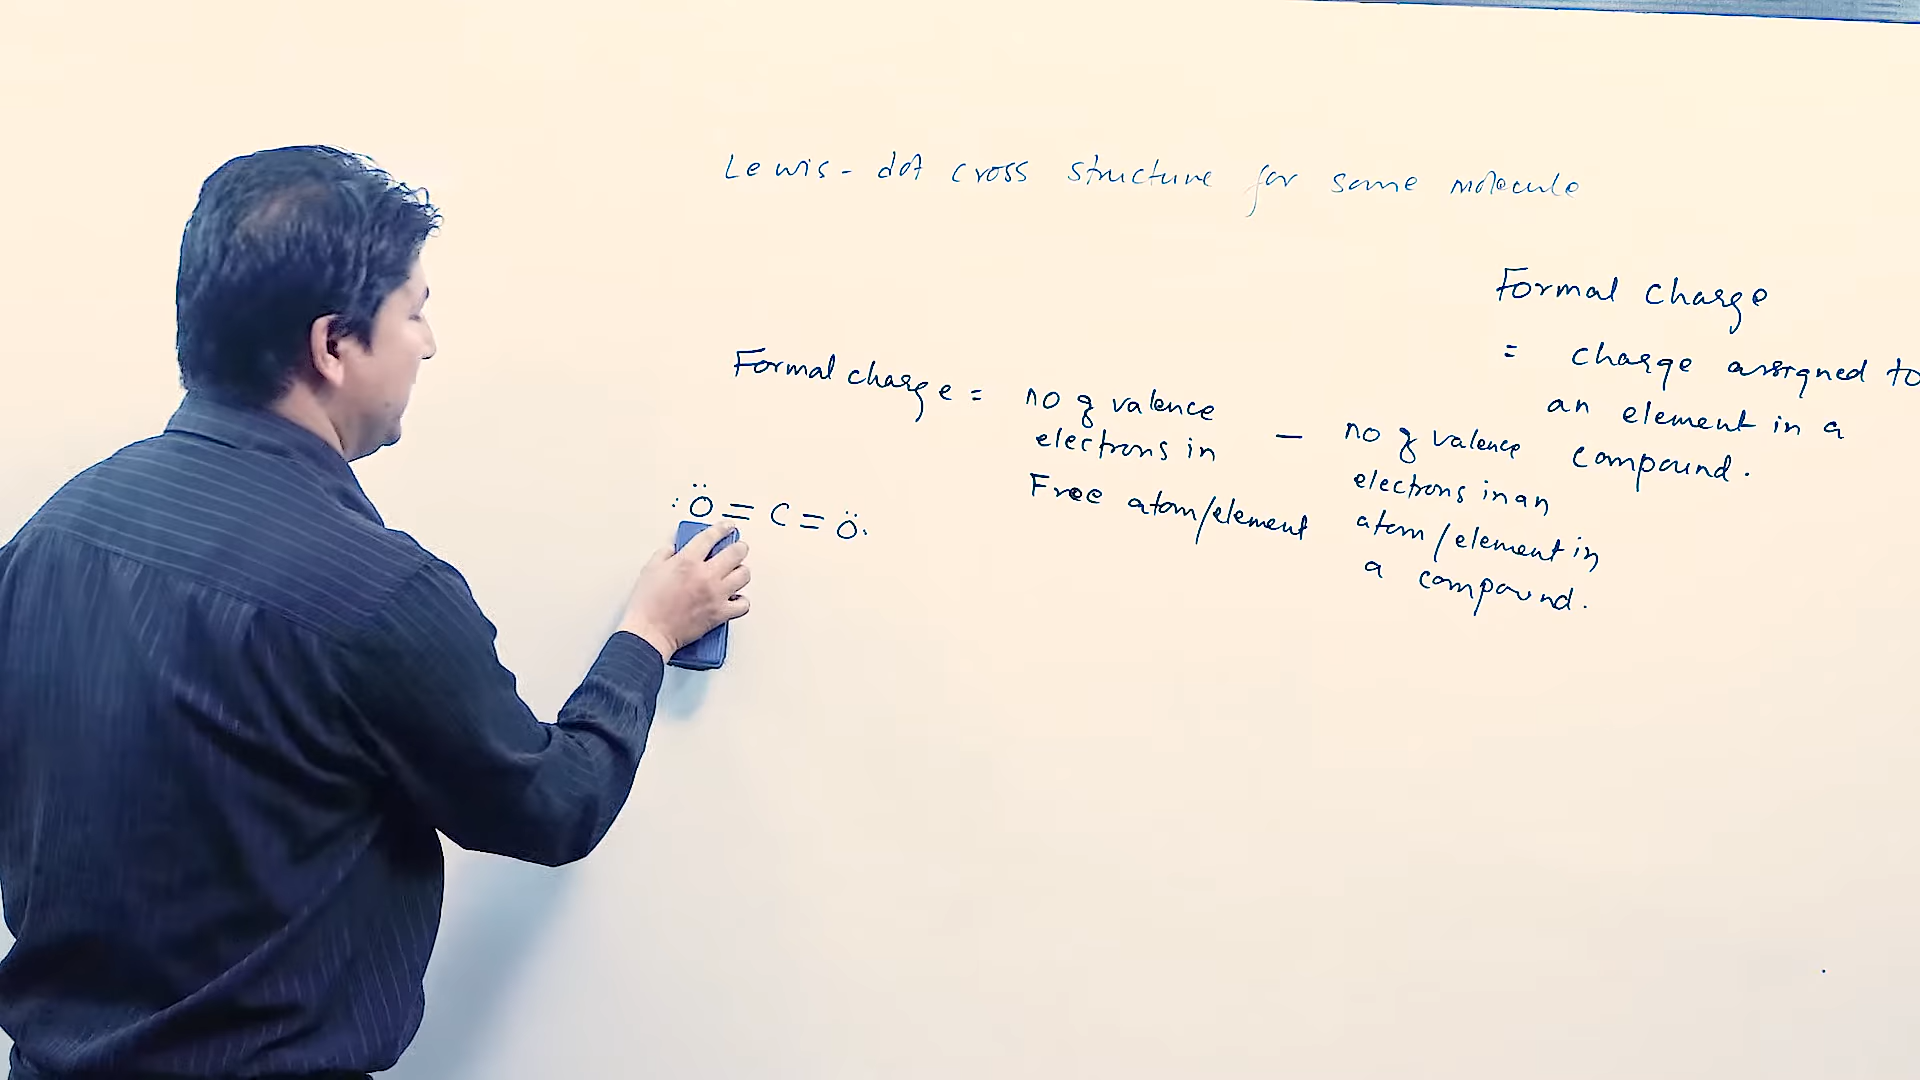 Lewis - dot cross structure for some molecule
Formal charge
= charge assigned to
an element in a
compound.
Formal charge = no of valence
electrons in
Free atom/element
− no of valence
electrons in an
atom/element in
a compound.
:Ö = C = Ö.